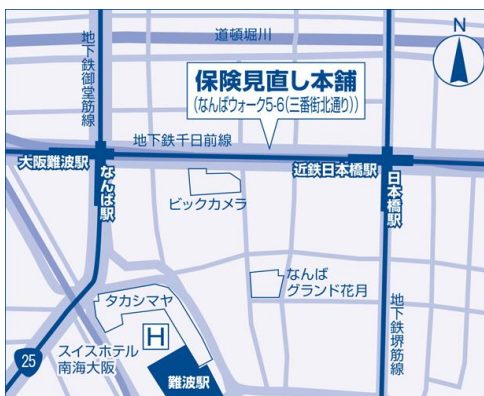 N
道頓堀川
地下鉄御堂筋線
保険見直し本舗
(なんばウォーク5-6(三番街北通り))
地下鉄千日前線
大阪難波駅
なんば駅
近鉄日本橋駅
日本橋駅
ビックカメラ
なんば
グランド花月
タカシマヤ
地下鉄堺筋線
H
スイスホテル
南海大阪
25
難波駅